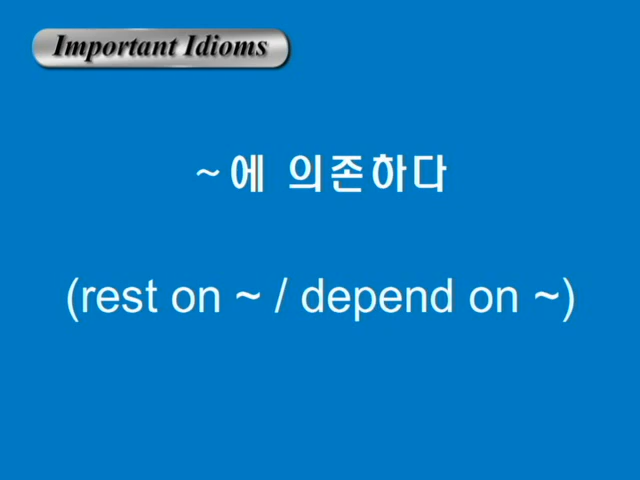 Important Idioms
~에 의존하다
(rest on ~ / depend on ~)